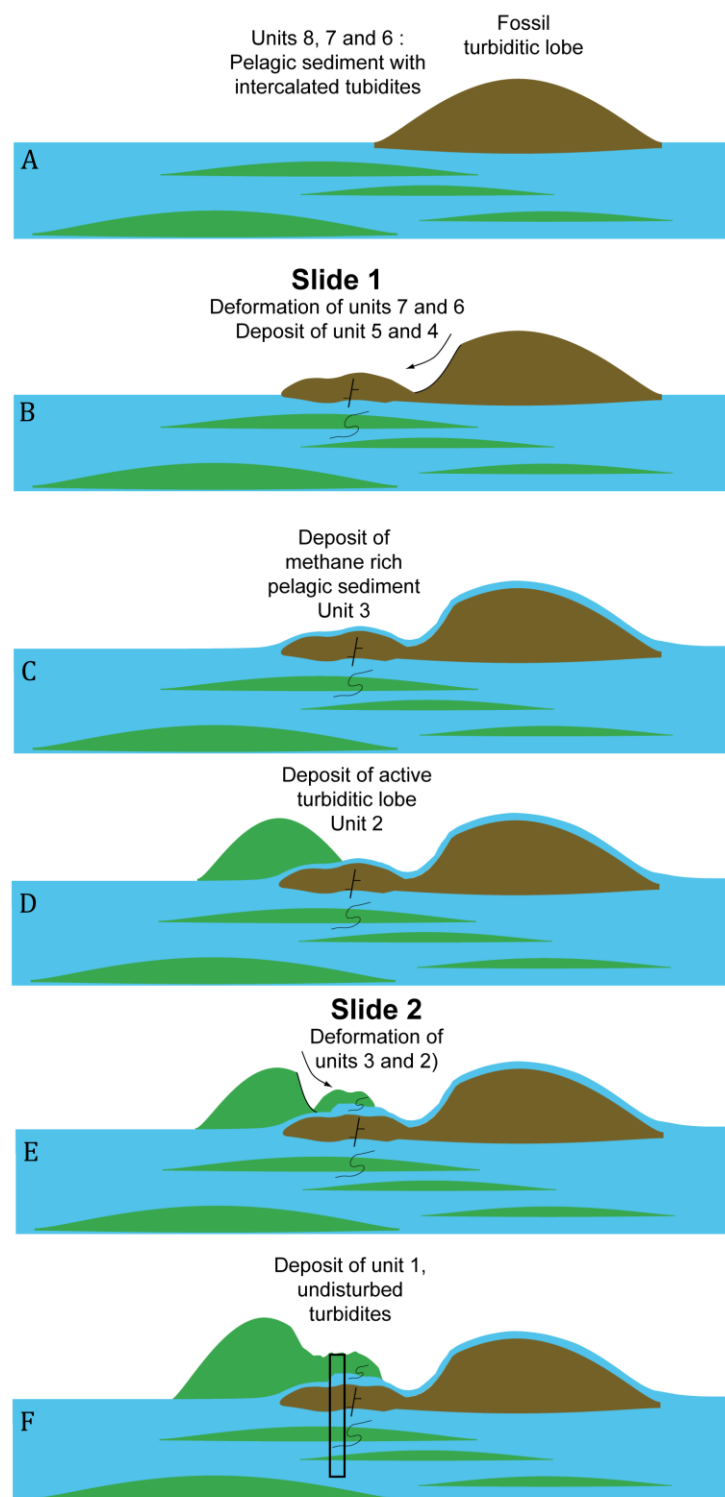 Units 8, 7 and 6 :
Pelagic sediment with
intercalated tubidites
Fossil
turbiditic lobe
A
Slide 1
Deformation of units 7 and 6
Deposit of unit 5 and 4
B
Deposit of
methane rich
pelagic sediment
Unit 3
C
Deposit of active
turbiditic lobe
Unit 2
D
Slide 2
Deformation of
units 3 and 2)
E
Deposit of unit 1,
undisturbed
turbidites
F